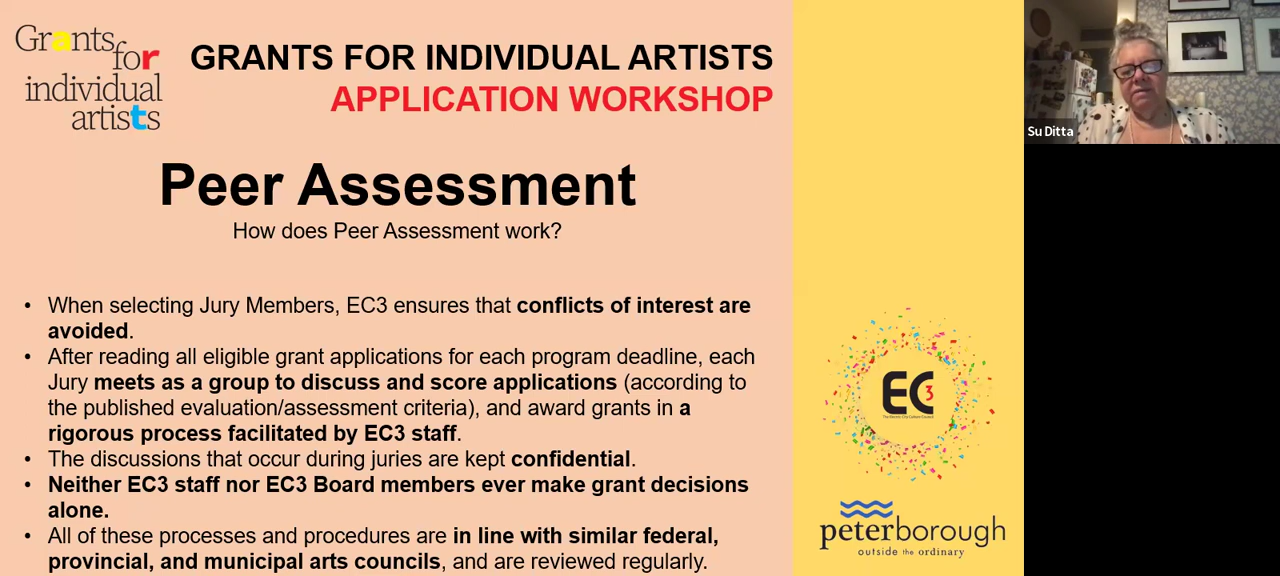 Grants
for
individual
artists
GRANTS FOR INDIVIDUAL ARTISTS
APPLICATION WORKSHOP
Su Ditta
Peer Assessment
How does Peer Assessment work?
• When selecting Jury Members, EC3 ensures that conflicts of interest are
avoided.
• After reading all eligible grant applications for each program deadline, each
Jury meets as a group to discuss and score applications (according to
the published evaluation/assessment criteria), and award grants in a
rigorous process facilitated by EC3 staff.
• The discussions that occur during juries are kept confidential.
• Neither EC3 staff nor EC3 Board members ever make grant decisions
alone.
• All of these processes and procedures are in line with similar federal,
provincial, and municipal arts councils, and are reviewed regularly.
EC3
The Electric City Culture Council
peterborough
outside the ordinary